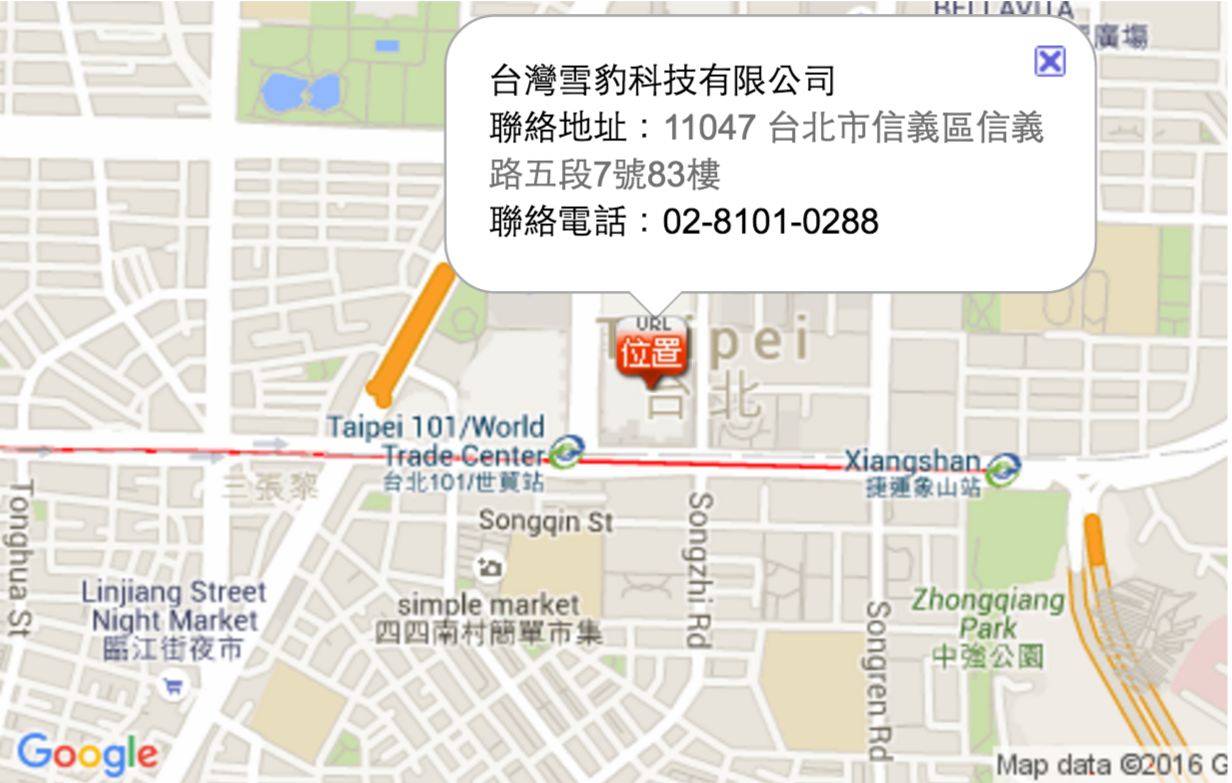 BELLAVITA
廣場
台灣雪豹科技有限公司
聯絡地址：11047 台北市信義區信義
路五段7號83樓
聯絡電話：02-8101-0288
URL
位置
Taipei
台北
Taipei 101/World
Trade Center
台北101/世貿站
Xiangshan
捷運象山站
三張黎
Tonghua St
Songqin St
Songzhi Rd
simple market
四四南村簡單市集
Linjiang Street
Night Market
臨江街夜市
Zhongqiang
Park
中強公園
Songren Rd
Google
Map data ©2016 G